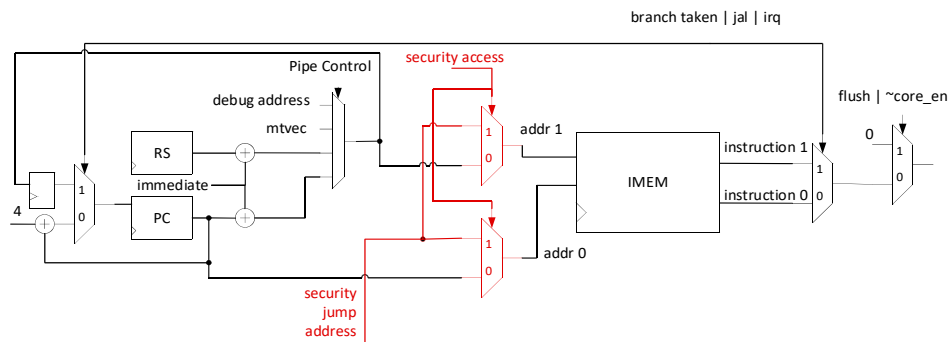 branch taken | jal | irq
security access
Pipe Control
debug address
flush | ~core_en
mtvec
addr 1
1
0
1
0
RS
instruction 1
immediate
IMEM
1
0
1
0
4
PC
instruction 0
1
0
addr 0
security
jump
address